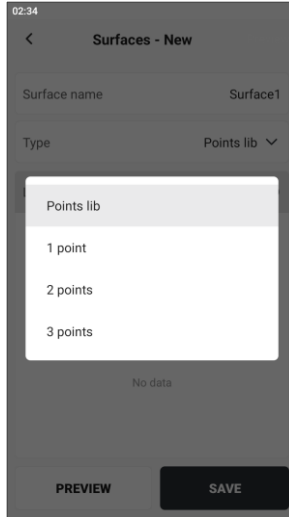 02:34
Surfaces - New
Surface name Surface1
Type Points lib
Points lib
1 point
2 points
3 points
No data
PREVIEW SAVE